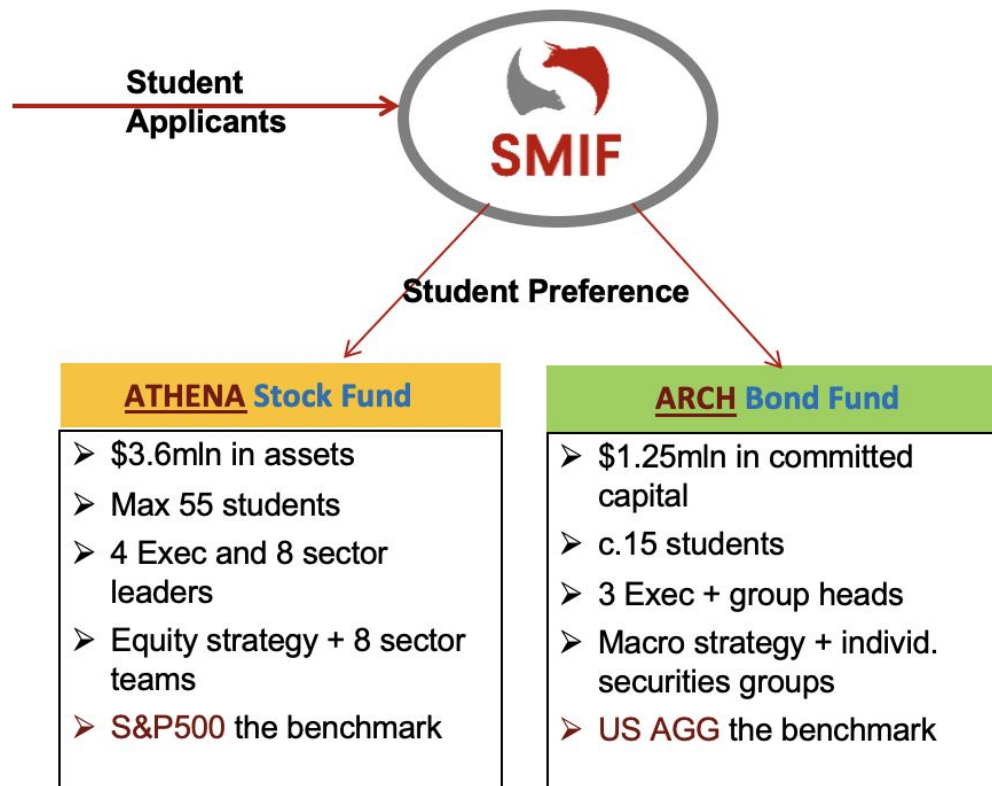 Student
Applicants
SMIF
Student Preference
ATHENA Stock Fund
➢ $3.6mln in assets
➢ Max 55 students
➢ 4 Exec and 8 sector
leaders
➢ Equity strategy + 8 sector
teams
➢ S&P500 the benchmark
ARCH Bond Fund
➢ $1.25mln in committed
capital
➢ c.15 students
➢ 3 Exec + group heads
➢ Macro strategy + individ.
securities groups
➢ US AGG the benchmark